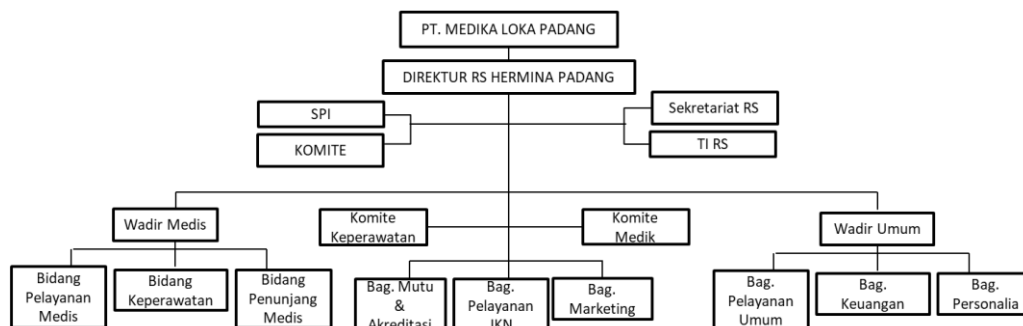 PT. MEDIKA LOKA PADANG
DIREKTUR RS HERMINA PADANG
SPI
Sekretariat RS
KOMITE
TI RS
Wadir Medis
Komite
Keperawatan
Komite
Medik
Wadir Umum
Bidang
Pelayanan
Medis
Bidang
Keperawatan
Bidang
Penunjang
Medis
Bag. Mutu
&
Akreditasi
Bag.
Pelayanan
JKN
Bag.
Marketing
Bag.
Pelayanan
Umum
Bag.
Keuangan
Bag.
Personalia